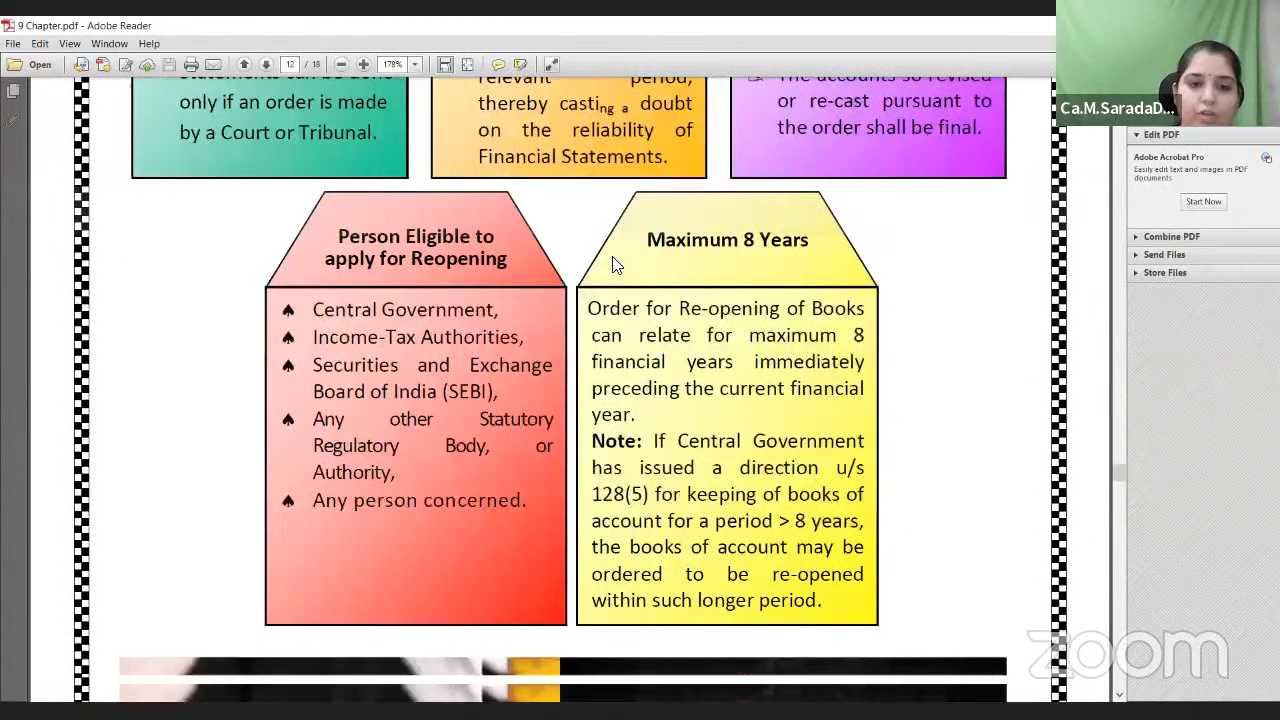 9 Chapter.pdf - Adobe Reader
File Edit View Window Help
Open 12 / 18 178%
Ca.M.SaradaD...
Edit PDF
Adobe Acrobat Pro
Easily edit text and images in PDF
documents
Start Now
Combine PDF
Send Files
Store Files
only if an order is made
by a Court or Tribunal.
relevant period,
thereby casting a doubt
on the reliability of
Financial Statements.
The accounts so revised
or re-cast pursuant to
the order shall be final.
Person Eligible to
apply for Reopening
Central Government,
Income-Tax Authorities,
Securities and Exchange
Board of India (SEBI),
Any other Statutory
Regulatory Body, or
Authority,
Any person concerned.
Maximum 8 Years
Order for Re-opening of Books
can relate for maximum 8
financial years immediately
preceding the current financial
year.
Note: If Central Government
has issued a direction u/s
128(5) for keeping of books of
account for a period > 8 years,
the books of account may be
ordered to be re-opened
within such longer period.
zoom